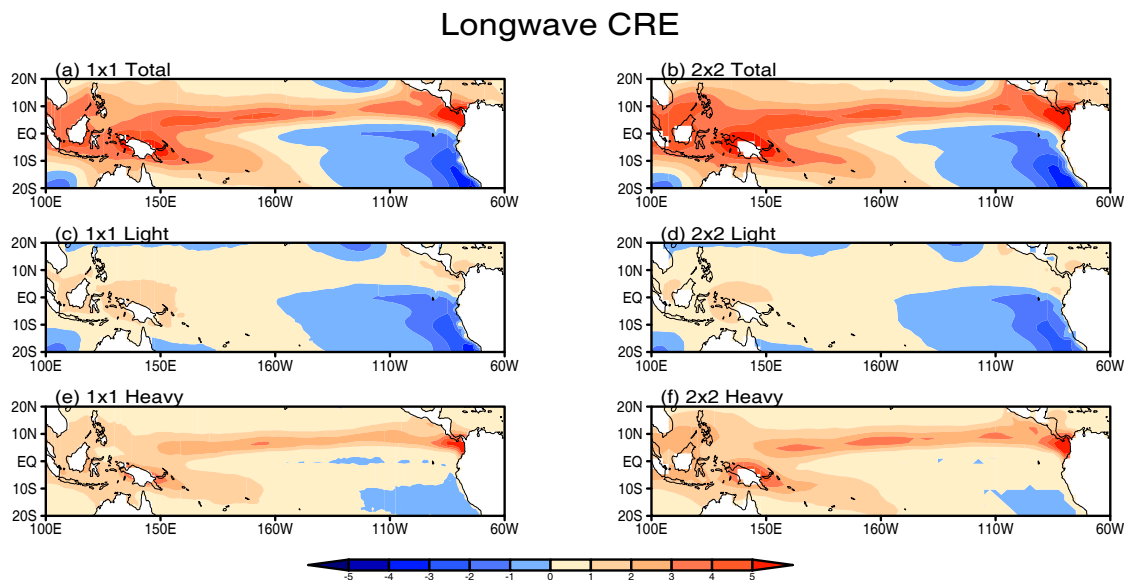 Longwave CRE
(a) 1x1 Total
(b) 2x2 Total
20N
10N
EQ
10S
20S
100E 150E 160W 110W 60W
20N
10N
EQ
10S
20S
100E 150E 160W 110W 60W
(c) 1x1 Light
(d) 2x2 Light
20N
10N
EQ
10S
20S
100E 150E 160W 110W 60W
20N
10N
EQ
10S
20S
100E 150E 160W 110W 60W
(e) 1x1 Heavy
(f) 2x2 Heavy
20N
10N
EQ
10S
20S
100E 150E 160W 110W 60W
20N
10N
EQ
10S
20S
100E 150E 160W 110W 60W
-5 -4 -3 -2 -1 0 1 2 3 4 5